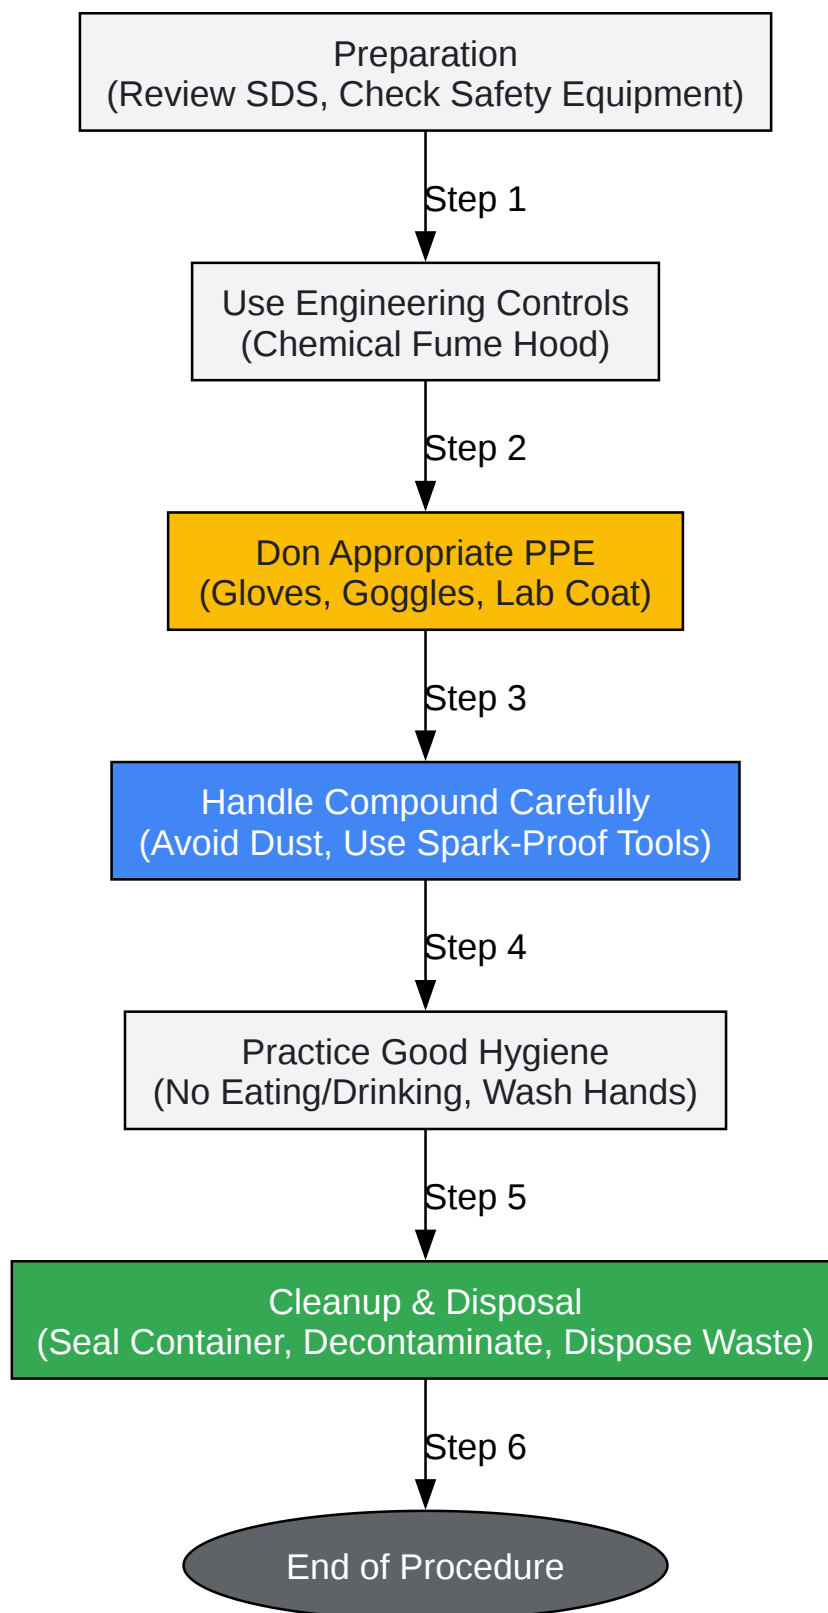 Preparation
(Review SDS, Check Safety Equipment)
Step 1
Use Engineering Controls
(Chemical Fume Hood)
Step 2
Don Appropriate PPE
(Gloves, Goggles, Lab Coat)
Step 3
Handle Compound Carefully
(Avoid Dust, Use Spark-Proof Tools)
Step 4
Practice Good Hygiene
(No Eating/Drinking, Wash Hands)
Step 5
Cleanup & Disposal
(Seal Container, Decontaminate, Dispose Waste)
Step 6
End of Procedure